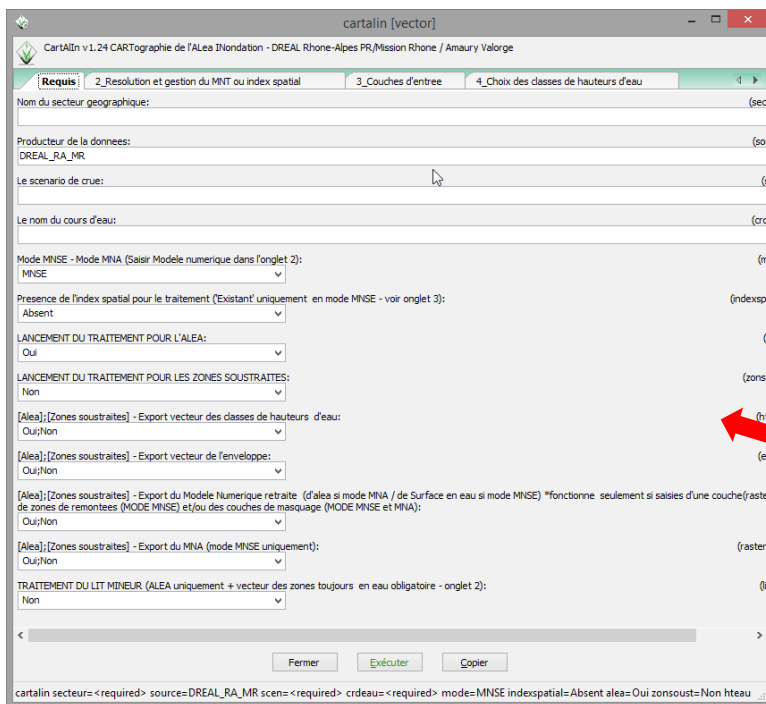 cartalin [vector]
CartAlIn v1.24 CARTographie de l'ALea INondation - DREAL Rhone-Alpes PR/Mission Rhone / Amaury Valorge
Requis 2_Resolution et gestion du MNT ou index spatial 3_Couches d'entree 4_Choix des classes de hauteurs d'eau
Nom du secteur geographique: (sec
Producteur de la donnees: (so
DREAL_RA_MR
Le scenario de crue: (s
Le nom du cours d'eau: (crd
Mode MNSE - Mode MNA (Saisir Modele numerique dans l'onglet 2): (m
MNSE
Presence de l'index spatial pour le traitement ('Existant' uniquement en mode MNSE - voir onglet 3): (indexsp
Absent
LANCEMENT DU TRAITEMENT POUR L'ALEA: (
Oui
LANCEMENT DU TRAITEMENT POUR LES ZONES SOUSTRAITES: (zons
Non
[Alea];[Zones soustraites] - Export vecteur des classes de hauteurs d'eau: (ht
Oui;Non
[Alea];[Zones soustraites] - Export vecteur de l'enveloppe: (e
Oui;Non
[Alea];[Zones soustraites] - Export du Modele Numerique retraite (d'alea si mode MNA / de Surface en eau si mode MNSE) *fonctionne seulement si saisies d'une couche(raste
de zones de remontees (MODE MNSE) et/ou des couches de masquage (MODE MNSE et MNA):
Oui;Non
[Alea];[Zones soustraites] - Export du MNA (mode MNSE uniquement): (raster
Oui;Non
TRAITEMENT DU LIT MINEUR (ALEA uniquement + vecteur des zones toujours en eau obligatoire - onglet 2): (li
Non
Fermer Exécuter Copier
cartalin secteur=<required> source=DREAL_RA_MR scen=<required> crdeau=<required> mode=MNSE indexspatial=Absent alea=Oui zonsoust=Non hteau